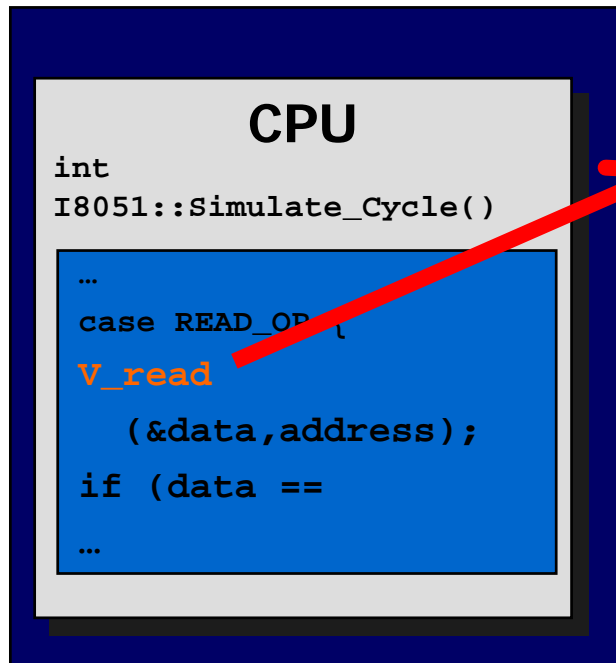 CPU
int
I8051::Simulate_Cycle()
…
case READ_OP {
V_read
(&data,address);
if (data ==
…